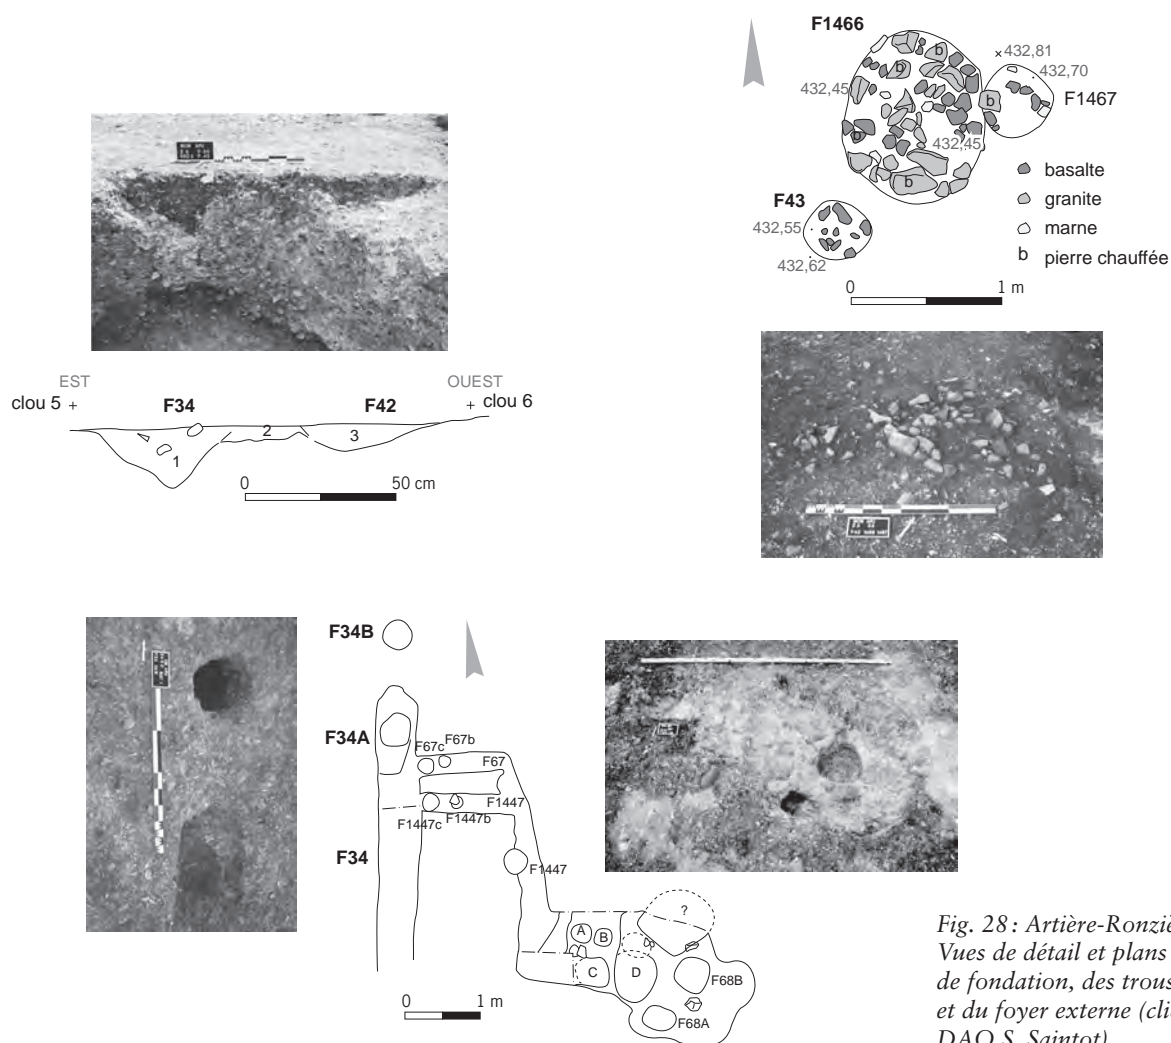 F1466
b
432,81
432,70
b
432,45
F1467
b
b
432,45
basalte
granite
b
F43
marne
432,55
b pierre chauffée
432,62
0 1 m
EST
OUEST
clou 5 +
F34
F42
+ clou 6
2
3
1
0 50 cm
F34B
F34A
F67c
F67b
F67
F1447
F1447c
F1447b
F34
F1447
?
A
B
C
D
F68B
F68A
0 1 m
Fig. 28 : Artière-Ronziè
Vues de détail et plans
de fondation, des trous
et du foyer externe (cli
DAO S. Saintot)